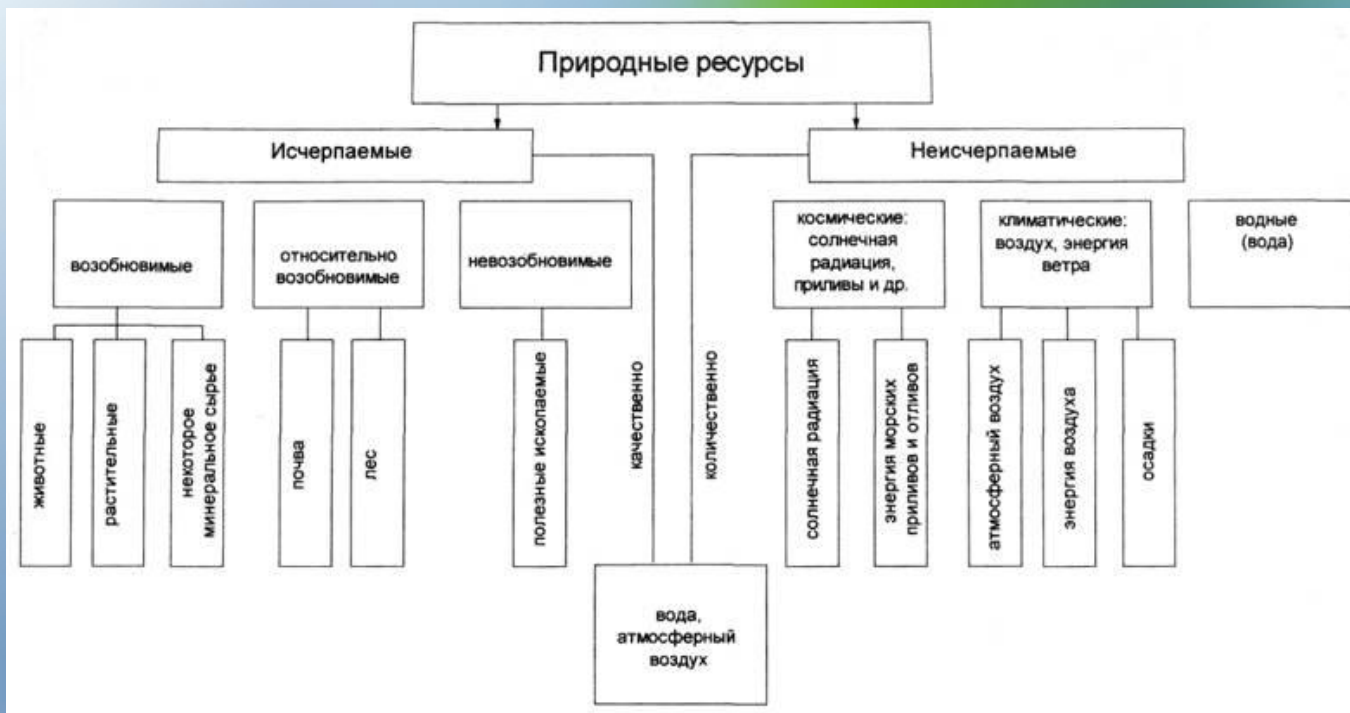 Природные ресурсы
Исчерпаемые
Неисчерпаемые
возобновимые
относительно
возобновимые
невозобновимые
космические:
солнечная
радиация,
приливы и др.
климатические:
воздух, энергия
ветра
водные
(вода)
животные
растительные
некоторое
минеральное сырье
почва
лес
полезные ископаемые
качественно
количественно
солнечная радиация
энергия морских
приливов и отливов
атмосферный воздух
энергия воздуха
осадки
вода,
атмосферный
воздух